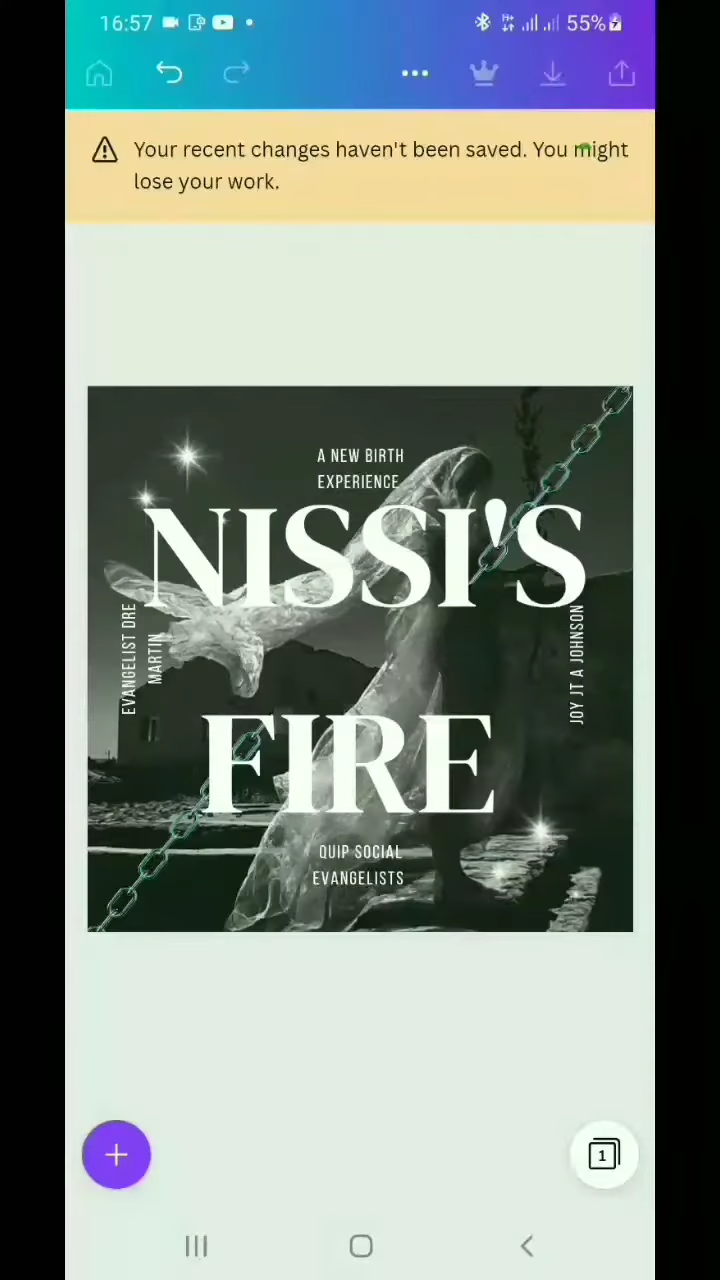 16:57
55%
Your recent changes haven't been saved. You might
lose your work.
A NEW BIRTH
EXPERIENCE
NISSI'S
EVANGELIST DRE
MARTIN
JOY JT A JOHNSON
FIRE
QUIP SOCIAL
EVANGELISTS
1